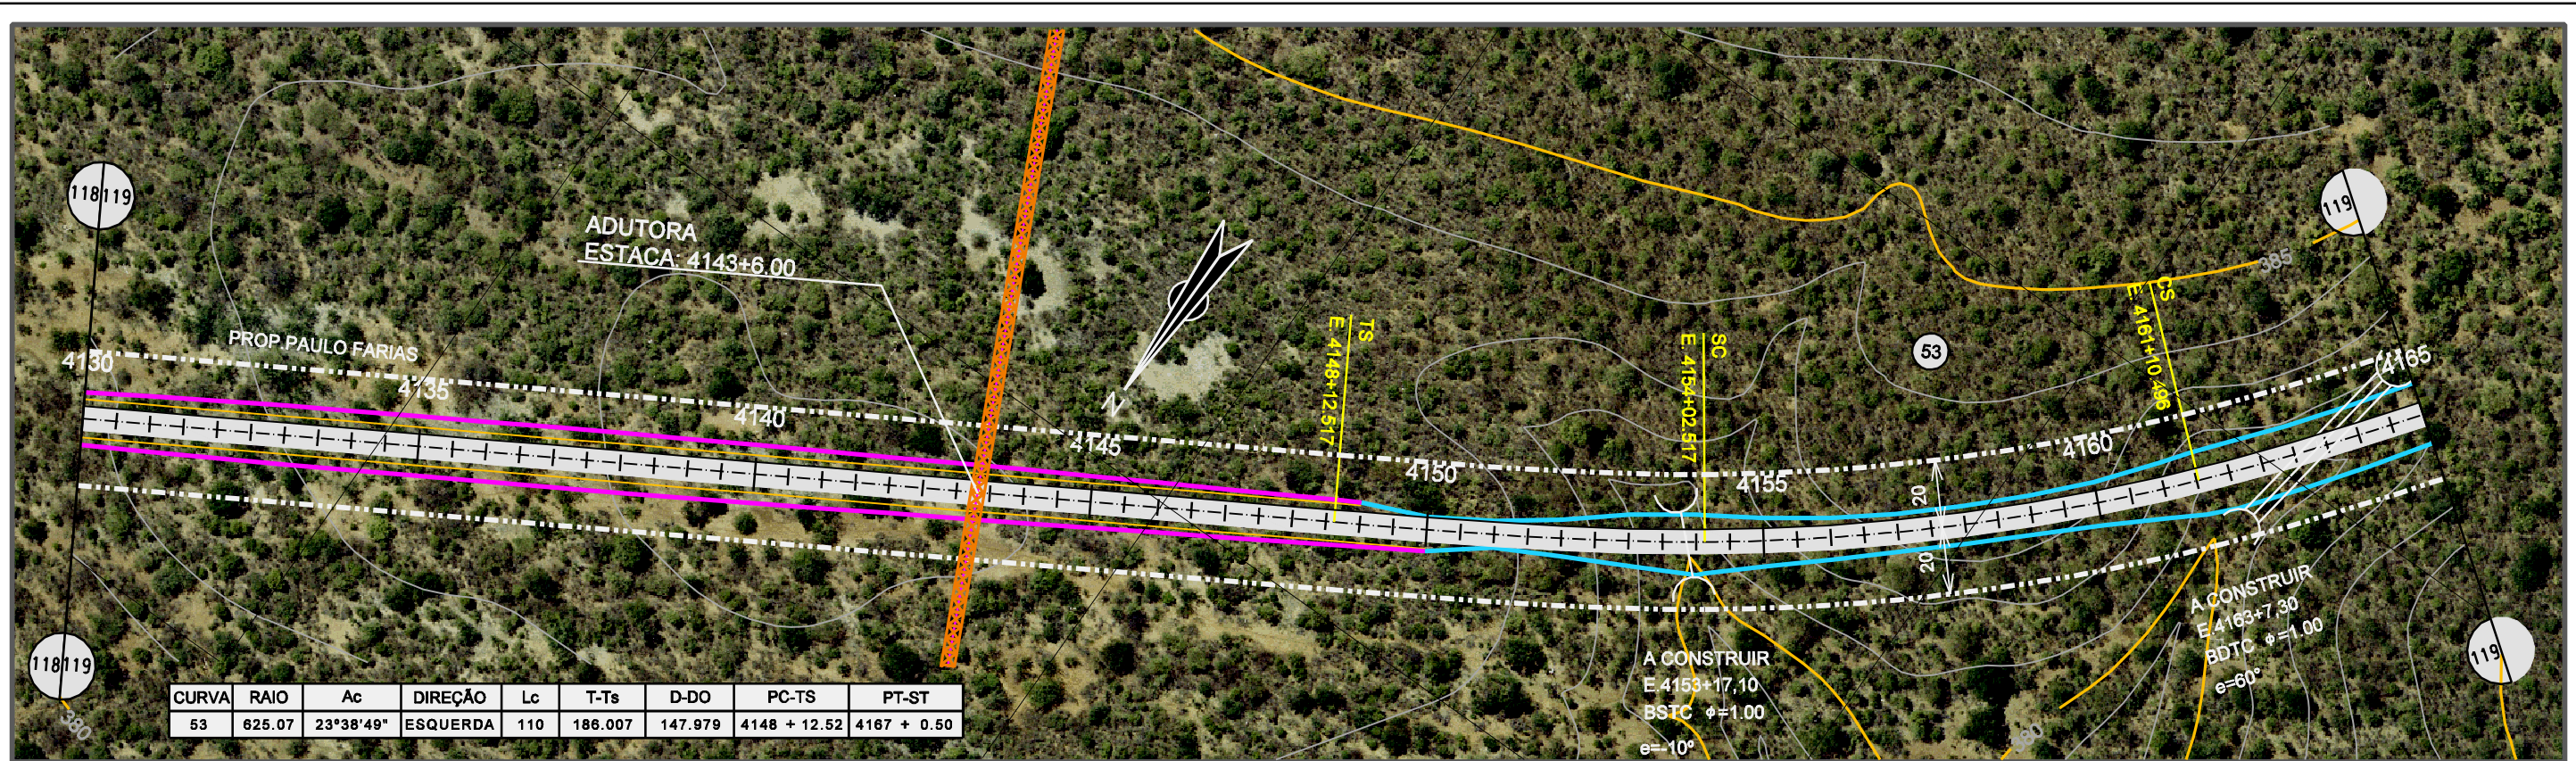 118 119
119
ADUTORA
ESTACA: 4143+6.00
N
PROP.PAULO FARIAS
4130
4135
4140
4145
4150
4155
4160
4165
TS
E.4148+12.517
SC
E. 4154+02.517
CS
E.4161+10.496
53
385
20
20
118 119
119
380
380
A CONSTRUIR
E.4153+17,10
BSTC φ=1.00
e=-10°
A CONSTRUIR
E.4163+7,30
BDTC φ=1.00
e=60°
CURVA RAIO Ac DIREÇÃO Lc T-Ts D-DO PC-TS PT-ST
53 625.07 23°38'49" ESQUERDA 110 186.007 147.979 4148 + 12.52 4167 + 0.50